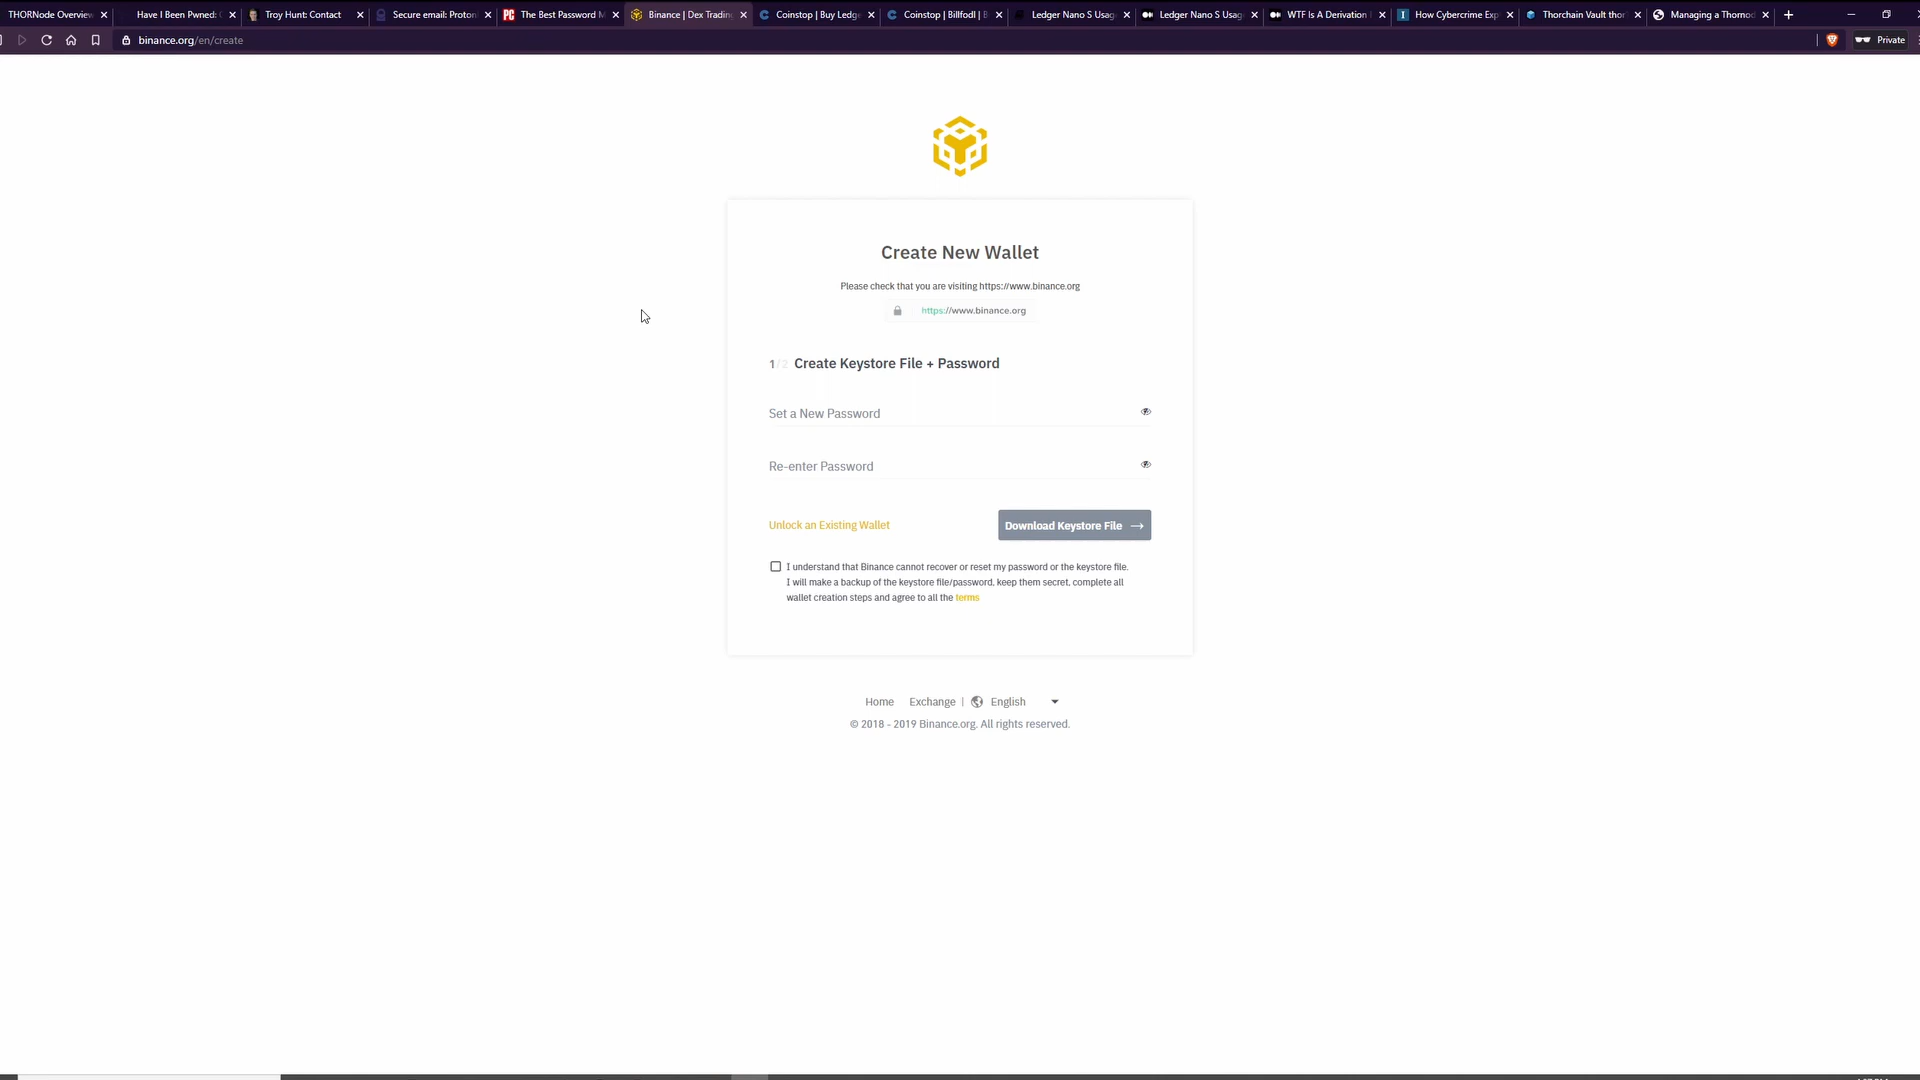 THORNode Overview
Have I Been Pwned:
Troy Hunt: Contact
Secure email: Proton
PC The Best Password M
Binance | Dex Trading
Coinstop | Buy Ledge
Coinstop | Billfodl | B
Ledger Nano S Usag
Ledger Nano S Usag
WTF Is A Derivation
How Cybercrime Exp
Thorchain Vault thor
Managing a Thornod
binance.org/en/create
Private
Create New Wallet
Please check that you are visiting https://www.binance.org
https://www.binance.org
1/2 Create Keystore File + Password
Set a New Password
Re-enter Password
Unlock an Existing Wallet
Download Keystore File →
I understand that Binance cannot recover or reset my password or the keystore file.
I will make a backup of the keystore file/password, keep them secret, complete all
wallet creation steps and agree to all the terms
Home Exchange | English
© 2018 - 2019 Binance.org. All rights reserved.